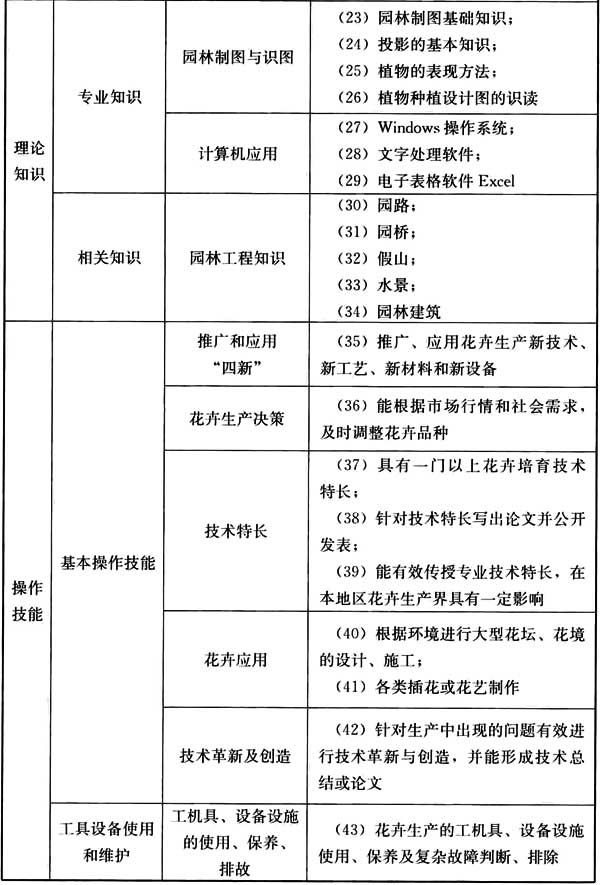 理论
知识
专业知识
园林制图与识图
(23) 园林制图基础知识；
(24) 投影的基本知识；
(25) 植物的表现方法；
(26) 植物种植设计图的识读
计算机应用
(27) Windows 操作系统；
(28) 文字处理软件；
(29) 电子表格软件 Excel
相关知识
园林工程知识
(30) 园路；
(31) 园桥；
(32) 假山；
(33) 水景；
(34) 园林建筑
操作
技能
基本操作技能
推广和应用
“四新”
(35) 推广、应用花卉生产新技术、
新工艺、新材料和新设备
花卉生产决策
(36) 能根据市场行情和社会需求，
及时调整花卉品种
技术特长
(37) 具有一门以上花卉培育技术
特长；
(38) 针对技术特长写出论文并公开
发表；
(39) 能有效传授专业技术特长，在
本地区花卉生产界具有一定影响
花卉应用
(40) 根据环境进行大型花坛、花境
的设计、施工；
(41) 各类插花或花艺制作
技术革新及创造
(42) 针对生产中出现的问题有效进
行技术革新与创造，并能形成技术总
结或论文
工具设备使用
和维护
工机具、设备设施
的使用、保养、
排故
(43) 花卉生产的工机具、设备设施
使用、保养及复杂故障判断、排除